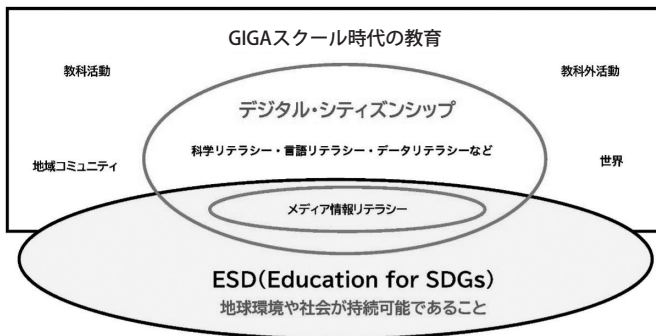 GIGAスクール時代の教育
教科活動
教科外活動
デジタル・シティズンシップ
科学リテラシー・言語リテラシー・データリテラシーなど
地域コミュニティ
世界
メディア情報リテラシー
ESD(Education for SDGs)
地球環境や社会が持続可能であること